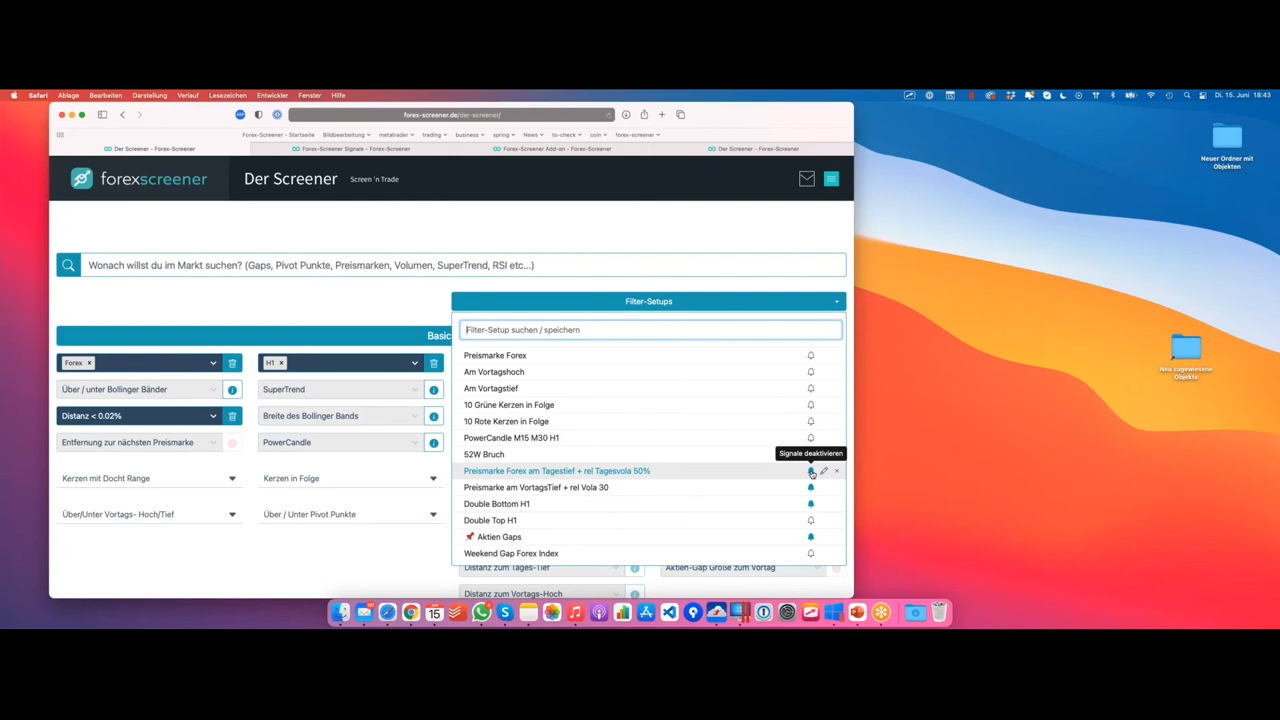 Safari Ablage Bearbeiten Darstellung Verlauf Lesezeichen Entwickler Fenster Hilfe
Di. 15. Juni 18:43
forex-screener.de/der-screener/
Forex-Screener - Startseite Bildbearbeitung metatrader trading business spring News to-check coin forex-screener
Der Screener - Forex-Screener
Forex-Screener Signale - Forex-Screener
Forex-Screener Add-on - Forex-Screener
Der Screener - Forex-Screener
forexscreener
Der Screener
Screen 'n Trade
Neuer Ordner mit
Objekten
Wonach willst du im Markt suchen? (Gaps, Pivot Punkte, Preismarken, Volumen, SuperTrend, RSI etc...)
Filter-Setups
Filter-Setup suchen / speichern
Basic
Forex ×
H1 ×
Über / unter Bollinger Bänder
SuperTrend
Distanz < 0.02%
Breite des Bollinger Bands
Entfernung zur nächsten Preismarke
PowerCandle
Kerzen mit Docht Range
Kerzen in Folge
Über/Unter Vortags- Hoch/Tief
Über / Unter Pivot Punkte
Preismarke Forex
Am Vortagshoch
Am Vortagstief
10 Grüne Kerzen in Folge
10 Rote Kerzen in Folge
PowerCandle M15 M30 H1
52W Bruch
Signale deaktivieren
Preismarke Forex am Tagestief + rel Tagesvola 50%
Preismarke am VortagsTief + rel Vola 30
Double Bottom H1
Double Top H1
Aktien Gaps
Weekend Gap Forex Index
Distanz zum Tages-Tief
Aktien-Gap Größe zum Vortag
Distanz zum Vortags-Hoch
Neu zugewiesene
Objekte
15